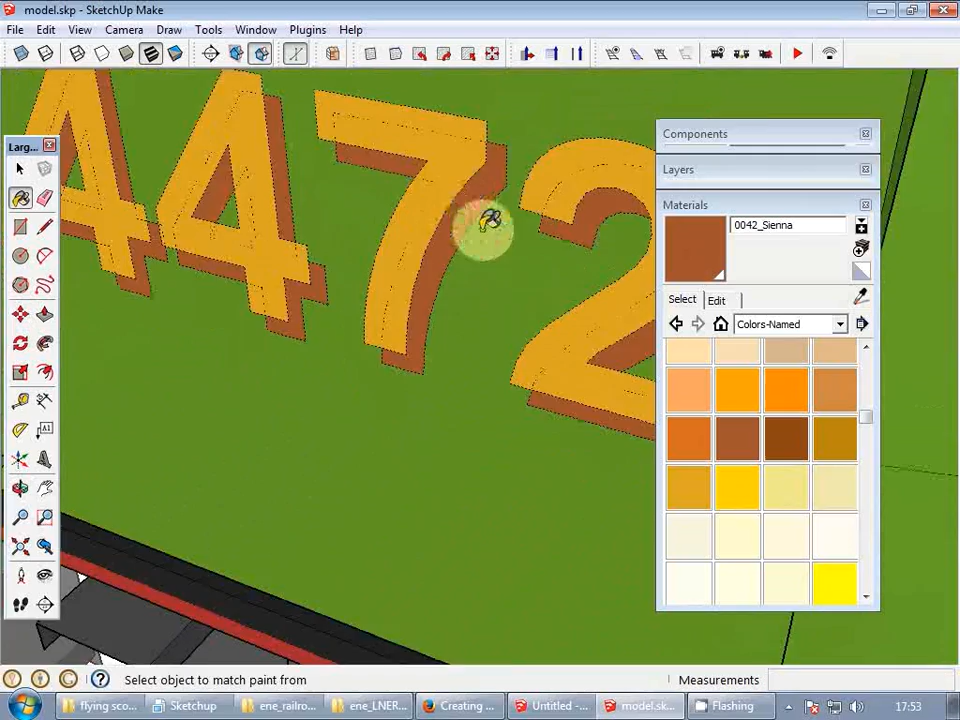 model.skp - SketchUp Make
File Edit View Camera Draw Tools Window Plugins Help
4472
Larg...
Components
Layers
Materials
0042_Sienna
Select Edit
Colors-Named
A1
Select object to match paint from
Measurements
flying sco...
Sketchup
ene_railro...
ene_LNER...
Creating ...
Untitled -...
model.sk...
Flashing
17:53